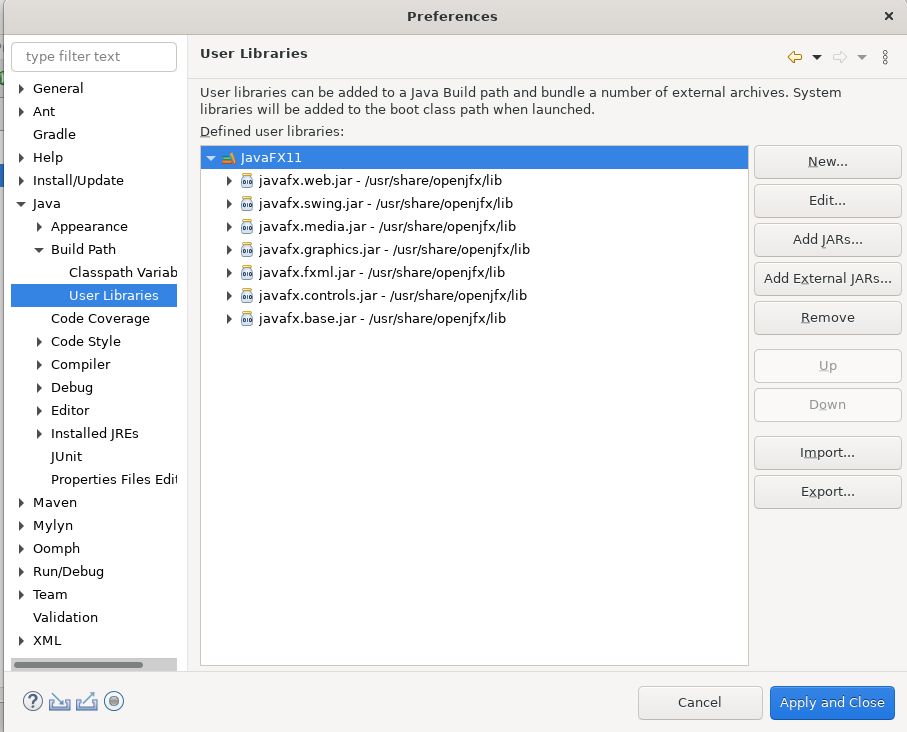 Preferences
type filter text
General
Ant
Gradle
Help
Install/Update
Java
Appearance
Build Path
Classpath Variab
User Libraries
Code Coverage
Code Style
Compiler
Debug
Editor
Installed JREs
JUnit
Properties Files Edit
Maven
Mylyn
Oomph
Run/Debug
Team
Validation
XML
User Libraries
User libraries can be added to a Java Build path and bundle a number of external archives. System
libraries will be added to the boot class path when launched.
Defined user libraries:
JavaFX11
javafx.web.jar - /usr/share/openjfx/lib
javafx.swing.jar - /usr/share/openjfx/lib
javafx.media.jar - /usr/share/openjfx/lib
javafx.graphics.jar - /usr/share/openjfx/lib
javafx.fxml.jar - /usr/share/openjfx/lib
javafx.controls.jar - /usr/share/openjfx/lib
javafx.base.jar - /usr/share/openjfx/lib
New...
Edit...
Add JARs...
Add External JARs...
Remove
Up
Down
Import...
Export...
Cancel
Apply and Close